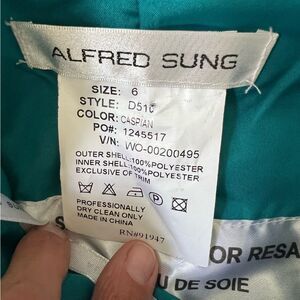 ALFRED SUNG
SIZE: 6
STYLE: D516
COLOR: CASPIAN
PO#: 1245517
V/N: WO-00200495
OUTER SHELL:100%POLYESTER
INNER SHELL:100%POLYESTER
EXCLUSIVE OF TRIM
PROFESSIONALLY
DRY CLEAN ONLY
MADE IN CHINA
RN#91947
OR RESA
U DE SOIE